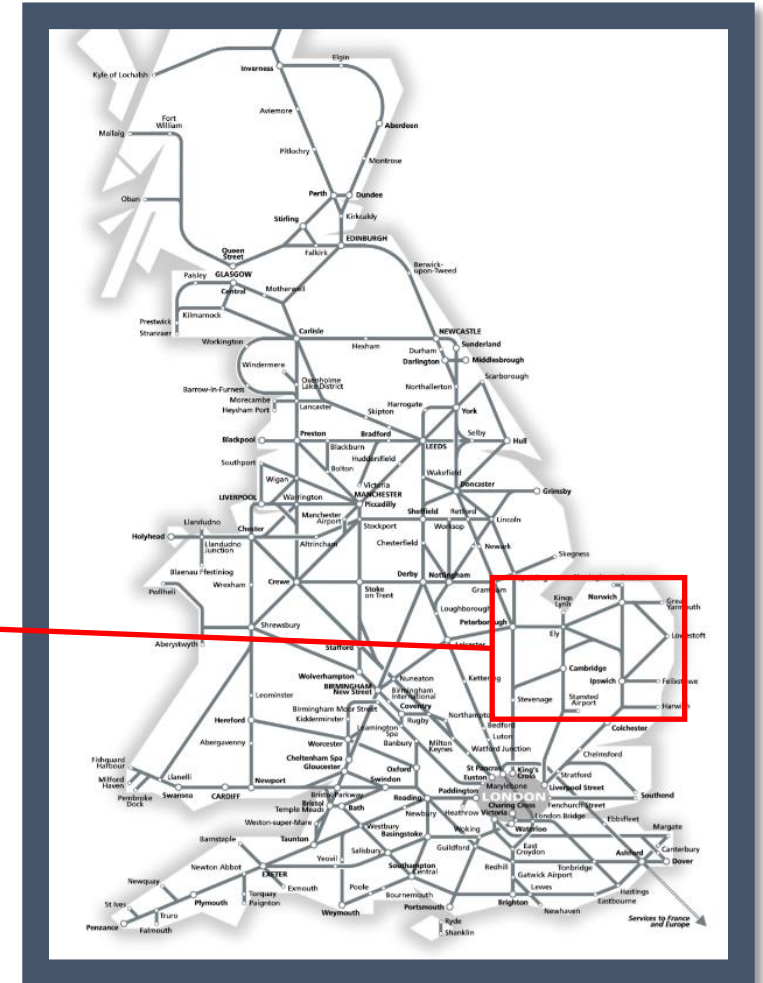 Elgin
Inverness
Kyle of Lochalsh
Aviemore
Fort
William
Mallaig
Aberdeen
Pitlochry
Montrose
Oban
Perth
Dundee
Kirkcaldy
Stirling
EDINBURGH
Falkirk
Queen
Street
GLASGOW
Central
Berwick-
upon-Tweed
Paisley
Motherwell
Prestwick
Stranraer
Kilmarnock
Carlisle
NEWCASTLE
Workington
Hexham
Durham
Sunderland
Darlington
Middlesbrough
Windermere
Oxenholme
Lake District
Northallerton
Scarborough
Barrow-in-Furness
Morecambe
Heysham Port
Lancaster
Harrogate
Skipton
York
Blackpool
Preston
Bradford
LEEDS
Selby
Hull
Blackburn
Huddersfield
Southport
Bolton
Wakefield
Wigan
Victoria
MANCHESTER
Piccadilly
Doncaster
Grimsby
LIVERPOOL
Warrington
Manchester
Airport
Stockport
Sheffield
Retford
Worksop
Lincoln
Llandudno
Holyhead
Llandudno
Junction
Chester
Altrincham
Chesterfield
Newark
Skegness
Blaenau Ffestiniog
Pwllheli
Wrexham
Crewe
Stoke
on Trent
Derby
Nottingham
Grantham
Kings
Lynn
Norwich
Great
Yarmouth
Loughborough
Peterborough
Ely
Lowestoft
Shrewsbury
Aberystwyth
Stafford
Leicester
Cambridge
Wolverhampton
BIRMINGHAM
New Street
Nuneaton
Birmingham
International
Kettering
Ipswich
Felixstowe
Leominster
Birmingham Moor Street
Kidderminster
Coventry
Rugby
Stevenage
Stansted
Airport
Harwich
Hereford
Northampton
Bedford
Colchester
Leamington
Spa
Worcester
Banbury
Milton
Keynes
Luton
Watford Junction
Abergavenny
Cheltenham Spa
Gloucester
Oxford
Chelmsford
Fishguard
Harbour
Milford
Haven
Pembroke
Dock
Llanelli
Swansea
CARDIFF
Newport
Swindon
St Pancras
Euston
King's
Cross
Stratford
Marylebone
Liverpool Street
Paddington
LONDON
Southend
Bristol Parkway
Bristol
Temple Meads
Bath
Reading
Newbury
Heathrow
Victoria
Charing Cross
Fenchurch Street
London Bridge
Ebbsfleet
Weston-super-Mare
Westbury
Basingstoke
Woking
Waterloo
Margate
Barnstaple
Taunton
Salisbury
Guildford
East
Croydon
Canterbury
Ashford
Dover
Newton Abbot
EXETER
Yeovil
Southampton
Central
Redhill
Gatwick Airport
Tonbridge
Newquay
Exmouth
Torquay
Paignton
Poole
Bournemouth
Lewes
Hastings
Eastbourne
St Ives
Truro
Plymouth
Weymouth
Portsmouth
Brighton
Newhaven
Penzance
Falmouth
Ryde
Shanklin
Services to France
and Europe